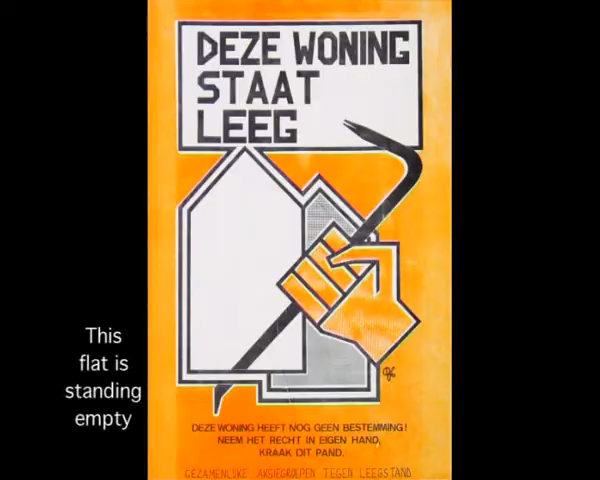 DEZE WONING
STAAT
LEEG
This
flat is
standing
empty
DEZE WONING HEEFT NOG GEEN BESTEMMING!
NEEM HET RECHT IN EIGEN HAND,
KRAAK DIT PAND.
GEZAMENLIJKE AKSIEGROEPEN TEGEN LEEGSTAND